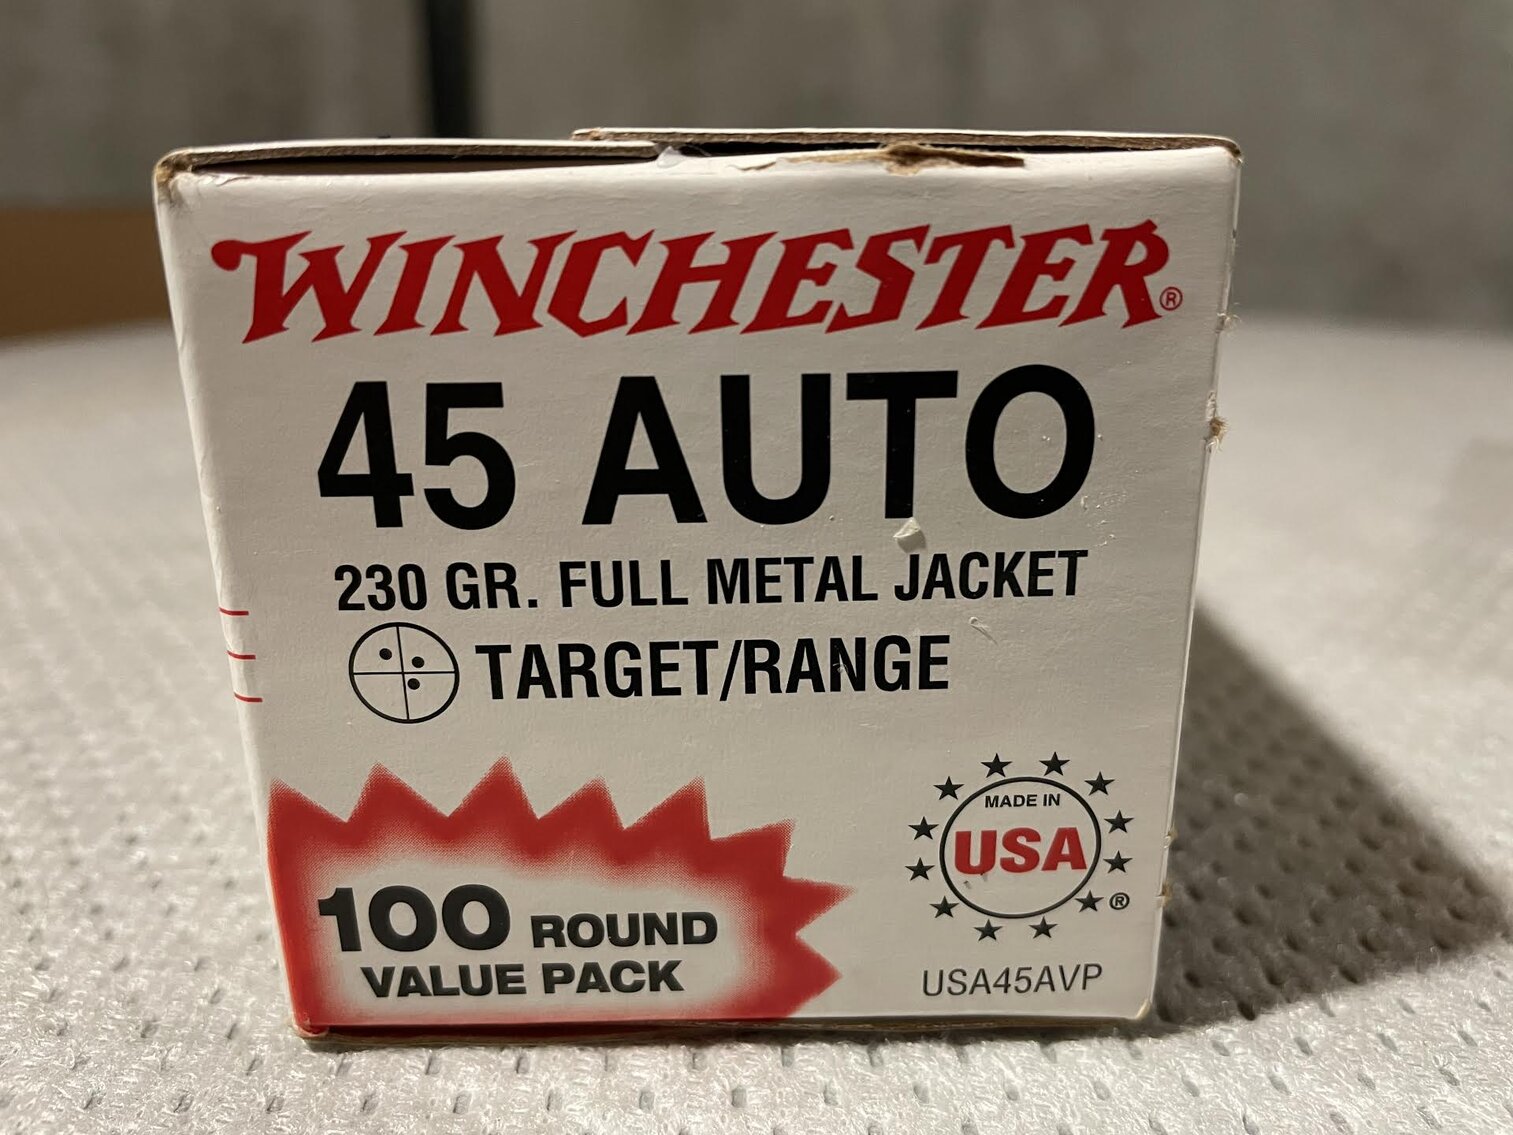 WINCHESTER®
45 AUTO
230 GR. FULL METAL JACKET
TARGET/RANGE
100 ROUND
VALUE PACK
MADE IN
USA
®
USA45AVP